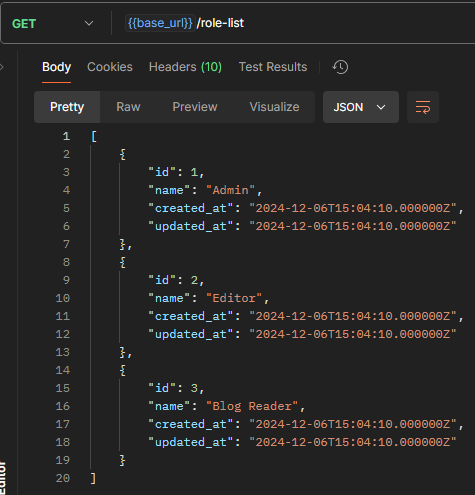 GET {{base_url}} /role-list
Body Cookies Headers (10) Test Results
Pretty Raw Preview Visualize JSON
1 [
2 {
3 "id": 1,
4 "name": "Admin",
5 "created_at": "2024-12-06T15:04:10.000000Z",
6 "updated_at": "2024-12-06T15:04:10.000000Z"
7 },
8 {
9 "id": 2,
10 "name": "Editor",
11 "created_at": "2024-12-06T15:04:10.000000Z",
12 "updated_at": "2024-12-06T15:04:10.000000Z"
13 },
14 {
15 "id": 3,
16 "name": "Blog Reader",
17 "created_at": "2024-12-06T15:04:10.000000Z",
18 "updated_at": "2024-12-06T15:04:10.000000Z"
19 }
20 ]
Editor